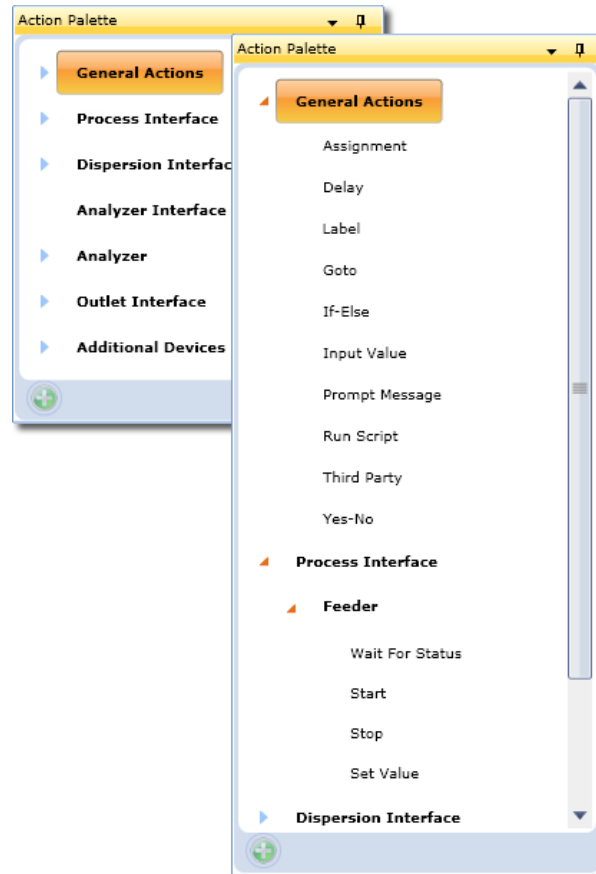 Action Palette
General Actions
Process Interface
Dispersion Interfac
Analyzer Interface
Analyzer
Outlet Interface
Additional Devices
Action Palette
General Actions
Assignment
Delay
Label
Goto
If-Else
Input Value
Prompt Message
Run Script
Third Party
Yes-No
Process Interface
Feeder
Wait For Status
Start
Stop
Set Value
Dispersion Interface